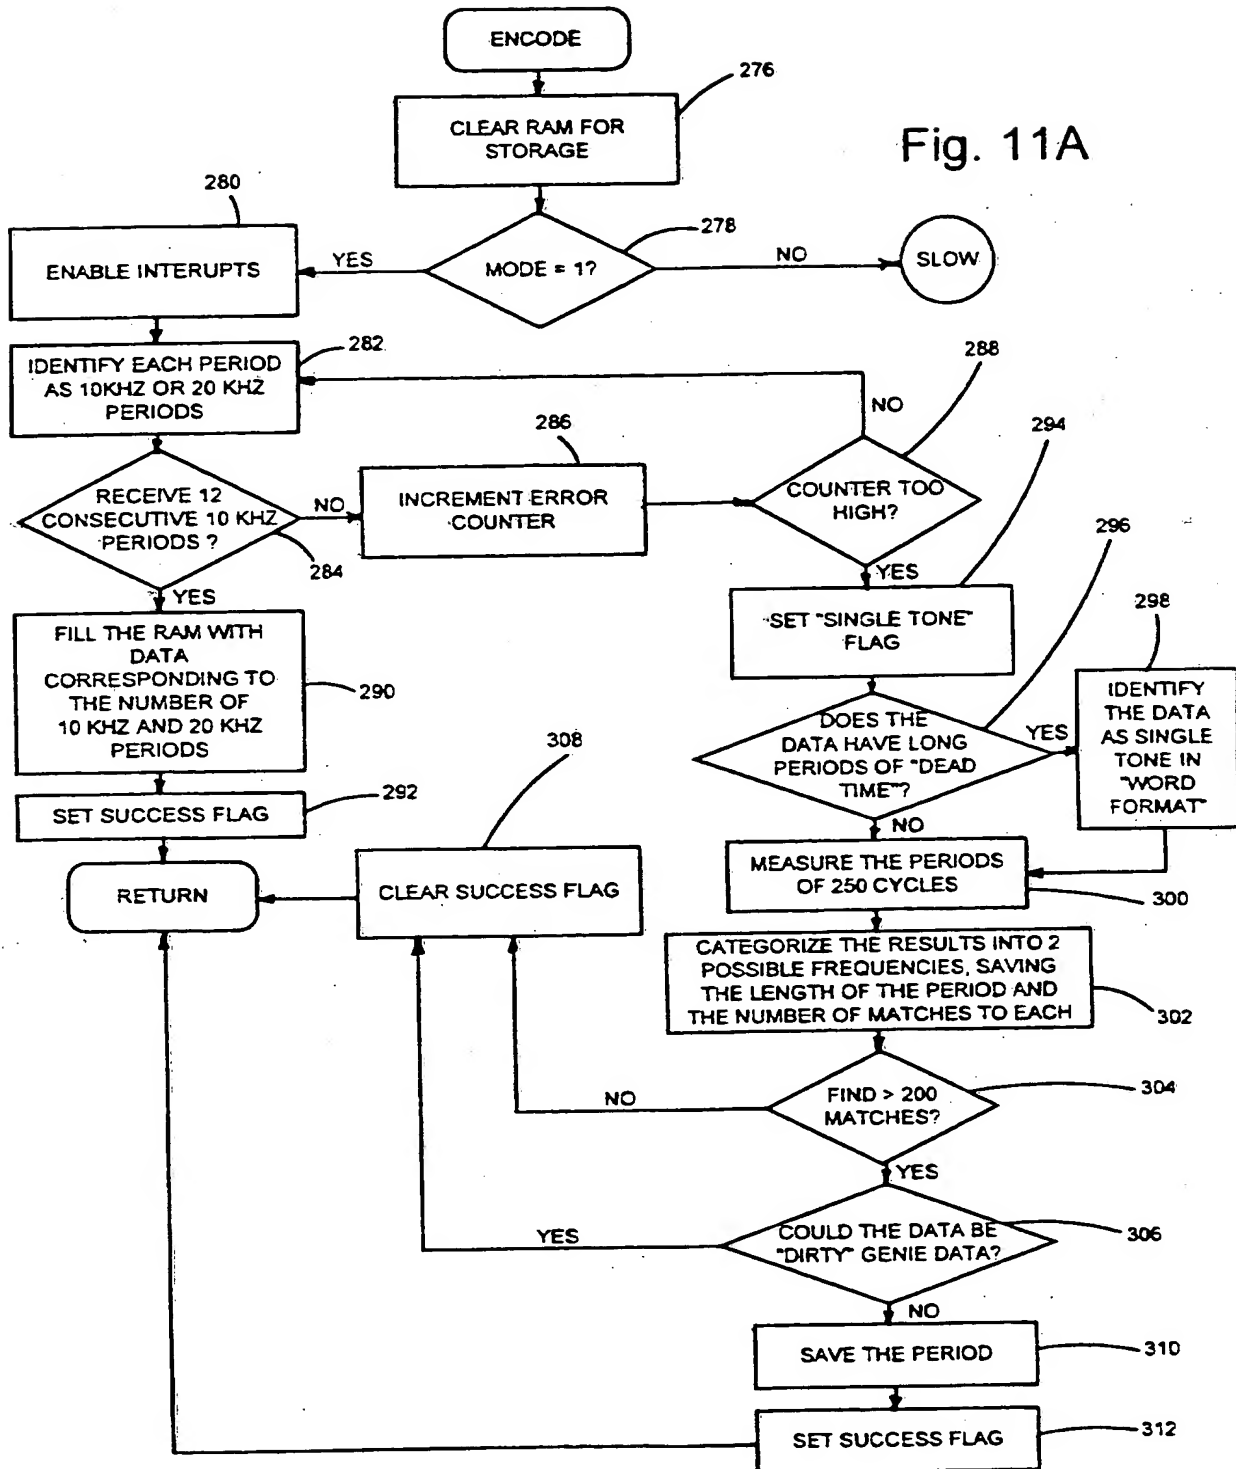 ENCODE
276
CLEAR RAM FOR
STORAGE
Fig. 11A
280
278
ENABLE INTERUPTS
YES
MODE = 1?
NO
SLOW
282
IDENTIFY EACH PERIOD
AS 10KHZ OR 20 KHZ
PERIODS
288
NO
286
294
RECEIVE 12
CONSECUTIVE 10 KHZ
PERIODS ?
NO
INCREMENT ERROR
COUNTER
COUNTER TOO
HIGH?
284
296
YES
YES
298
FILL THE RAM WITH
DATA
CORRESPONDING TO
THE NUMBER OF
10 KHZ AND 20 KHZ
PERIODS
290
SET "SINGLE TONE"
FLAG
IDENTIFY
THE DATA
AS SINGLE
TONE IN
"WORD
FORMAT"
DOES THE
DATA HAVE LONG
PERIODS OF "DEAD
TIME"?
YES
308
292
SET SUCCESS FLAG
NO
RETURN
CLEAR SUCCESS FLAG
MEASURE THE PERIODS
OF 250 CYCLES
300
CATEGORIZE THE RESULTS INTO 2
POSSIBLE FREQUENCIES, SAVING
THE LENGTH OF THE PERIOD AND
THE NUMBER OF MATCHES TO EACH
302
NO
FIND > 200
MATCHES?
304
YES
YES
COULD THE DATA BE
"DIRTY" GENIE DATA?
306
NO
SAVE THE PERIOD
310
SET SUCCESS FLAG
312